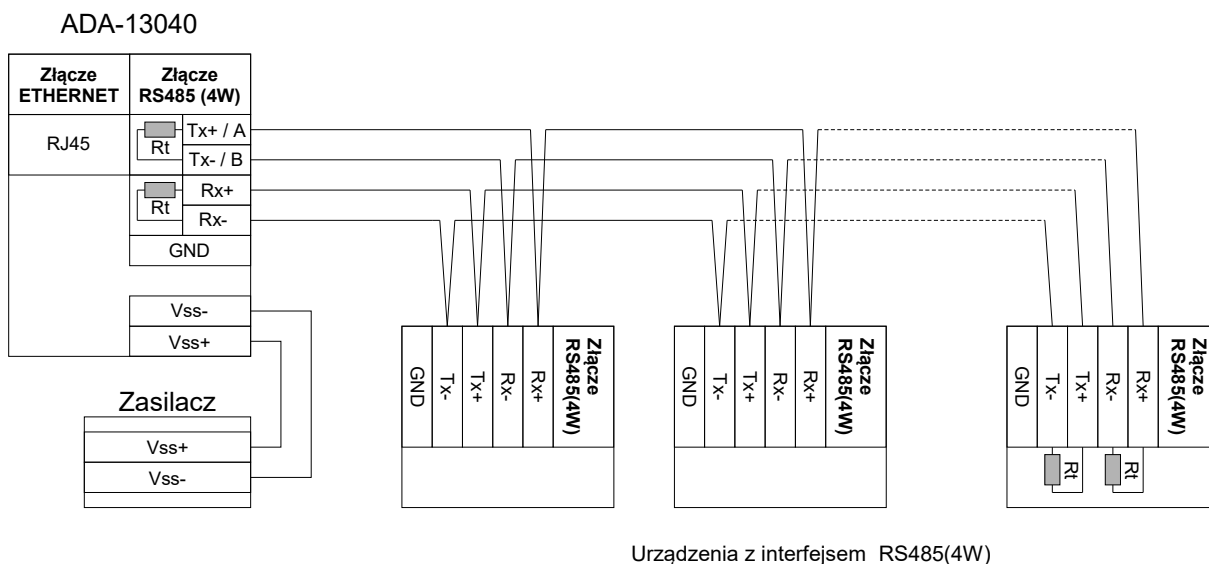 ADA-13040
Złącze
ETHERNET
Złącze
RS485 (4W)
RJ45
Rt
Tx+ / A
Tx- / B
Rt
Rx+
Rx-
GND
Vss-
Vss+
Zasilacz
Vss+
Vss-
GND
Tx-
Tx+
Rx-
Rx+
Złącze
RS485(4W)
GND
Tx-
Tx+
Rx-
Rx+
Złącze
RS485(4W)
GND
Tx-
Tx+
Rx-
Rx+
Złącze
RS485(4W)
Rt
Rt
Urządzenia z interfejsem RS485(4W)